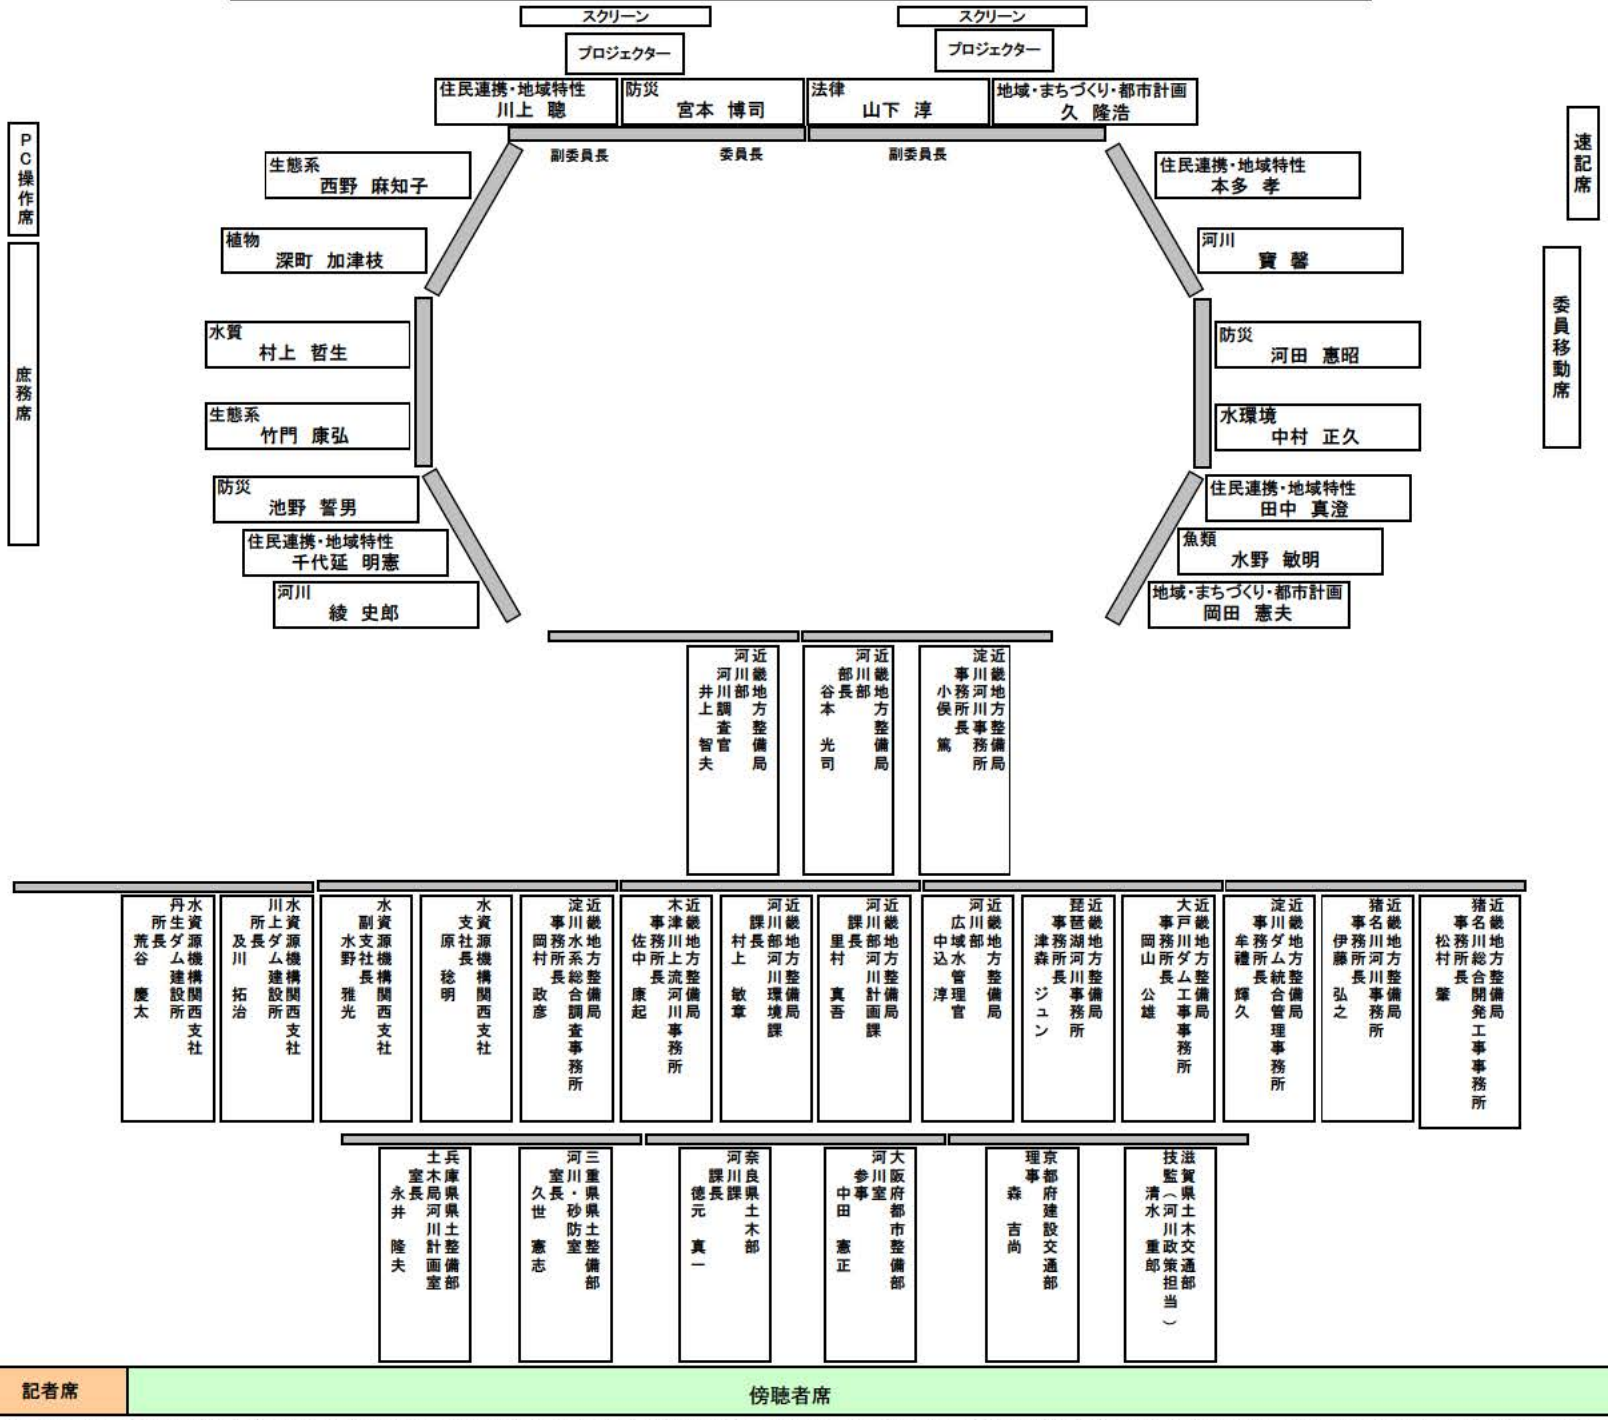 スクリーン
スクリーン
プロジェクター
プロジェクター
住民連携・地域特性
川上 聰
防災
宮本 博司
法律
山下 淳
地域・まちづくり・都市計画
久 隆浩
副委員長
委員長
副委員長
PC操作席
速記席
生態系
西野 麻知子
住民連携・地域特性
本多 孝
植物
深町 加津枝
河川
寶 馨
庶務席
委員移動席
水質
村上 哲生
防災
河田 惠昭
生態系
竹門 康弘
水環境
中村 正久
防災
池野 誓男
住民連携・地域特性
田中 真澄
住民連携・地域特性
千代延 明憲
魚類
水野 敏明
河川
綾 史郎
地域・まちづくり・都市計画
岡田 憲夫
近畿地方整備局
河川部
河川調査官
井上 智夫
近畿地方整備局
河川部
部長
谷本 光司
近畿地方整備局
淀川河川事務所
事務所長
小俣 篤
水資源機構関西支社
丹生ダム建設所
所長
荒谷 慶太
水資源機構関西支社
川上ダム建設所
所長
及川 拓治
水資源機構関西支社
副支社長
水野 雅光
水資源機構関西支社
支社長
原 稔明
近畿地方整備局
淀川水系総合調査事務所
事務所長
岡村 政彦
近畿地方整備局
木津川上流河川事務所
事務所長
佐中 康起
近畿地方整備局
河川部河川環境課
課長
村上 敏章
近畿地方整備局
河川部河川計画課
課長
里村 真吾
近畿地方整備局
河川部
広域水管理官
中込 淳
近畿地方整備局
琵琶湖河川事務所
事務所長
津森 ジュン
近畿地方整備局
大戸川ダム工事事務所
事務所長
岡山 公雄
近畿地方整備局
淀川ダム統合管理事務所
事務所長
牟禮 輝久
近畿地方整備局
猪名川河川事務所
事務所長
伊藤 弘之
近畿地方整備局
猪名川総合開発工事事務所
事務所長
松村 肇
兵庫県県土整備部
土木局河川計画室
室長
永井 隆夫
三重県県土整備部
河川・砂防室
室長
久世 憲志
奈良県土木部
河川課
課長
徳元 真一
大阪府都市整備部
河川室
参事
中田 憲正
京都府建設交通部
理事
森 吉尚
滋賀県土木交通部
技監（河川政策担当）
清水 重郎
記者席
傍聴者席